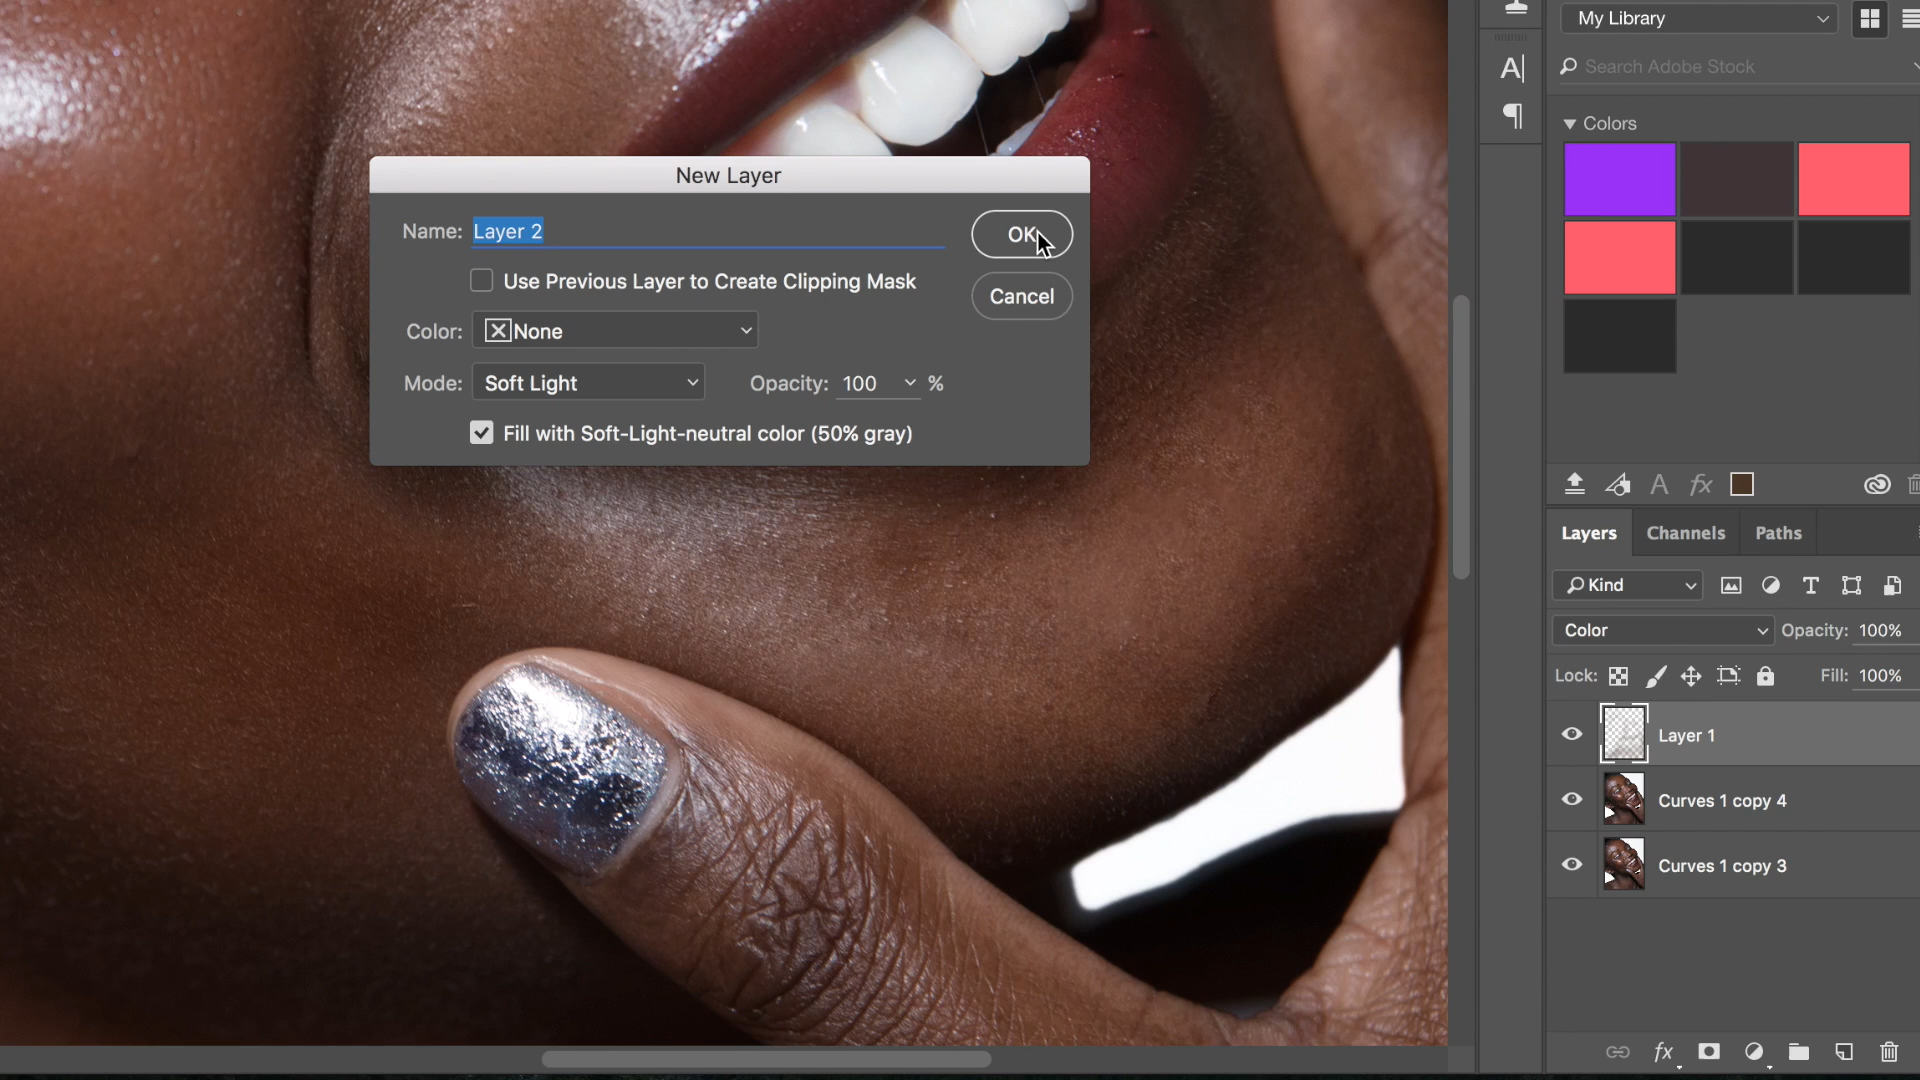 My Library
A|
¶
Search Adobe Stock
Colors
New Layer
Name: Layer 2
OK
Use Previous Layer to Create Clipping Mask
Cancel
Color: None
Mode: Soft Light
Opacity: 100 %
Fill with Soft-Light-neutral color (50% gray)
A fx
Layers Channels Paths
Kind
T
Color
Opacity: 100%
Lock:
Fill: 100%
Layer 1
Curves 1 copy 4
Curves 1 copy 3
fx